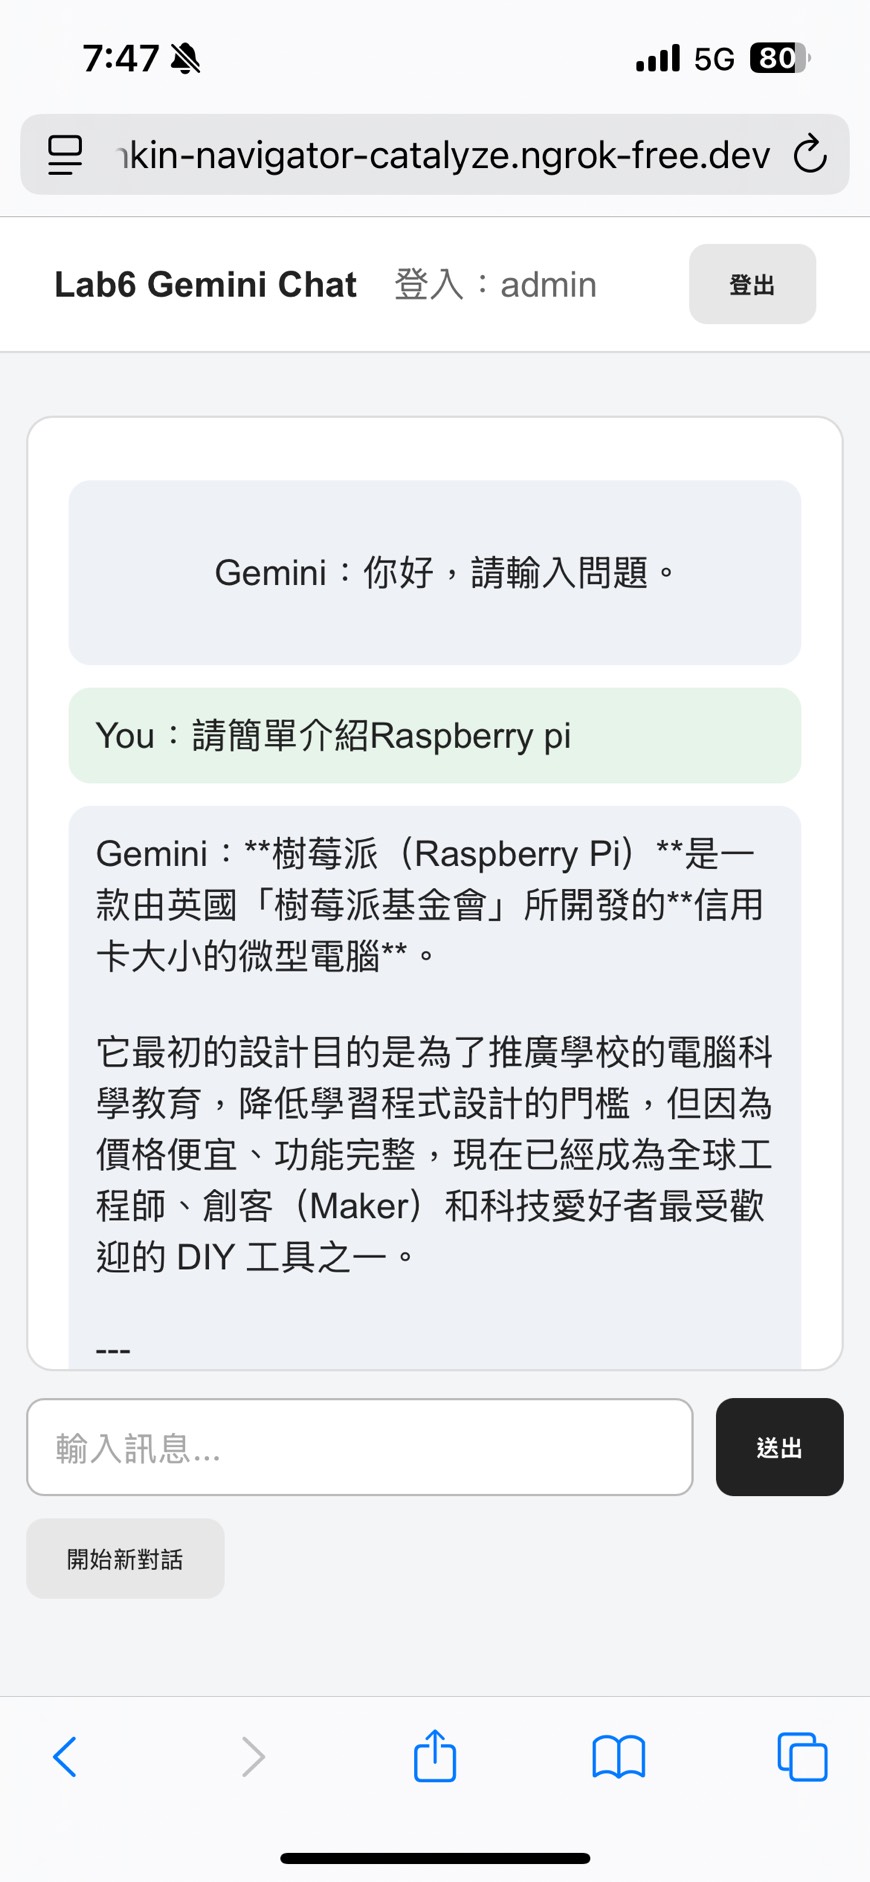 7:47 5G 80
kin-navigator-catalyze.ngrok-free.dev
Lab6 Gemini Chat 登入：admin 登出
Gemini：你好，請輸入問題。
You：請簡單介紹Raspberry pi
Gemini：**樹莓派（Raspberry Pi）**是一
款由英國「樹莓派基金會」所開發的**信用
卡大小的微型電腦**。
它最初的設計目的是為了推廣學校的電腦科
學教育，降低學習程式設計的門檻，但因為
價格便宜、功能完整，現在已經成為全球工
程師、創客（Maker）和科技愛好者最受歡
迎的 DIY 工具之一。
---
輸入訊息... 送出
開始新對話